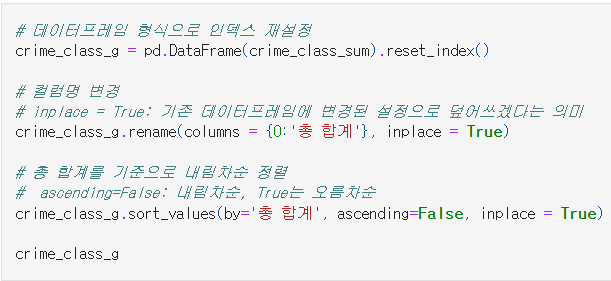 # 데이터프레임 형식으로 인덱스 재설정
crime_class_g = pd.DataFrame(crime_class_sum).reset_index()
# 컬럼명 변경
# inplace = True: 기존 데이터프레임에 변경된 설정으로 덮어쓰겠다는 의미
crime_class_g.rename(columns = {0:'총 합계'}, inplace = True)
# 총 합계를 기준으로 내림차순 정렬
#  ascending=False: 내림차순, True는 오름차순
crime_class_g.sort_values(by='총 합계', ascending=False, inplace = True)
crime_class_g